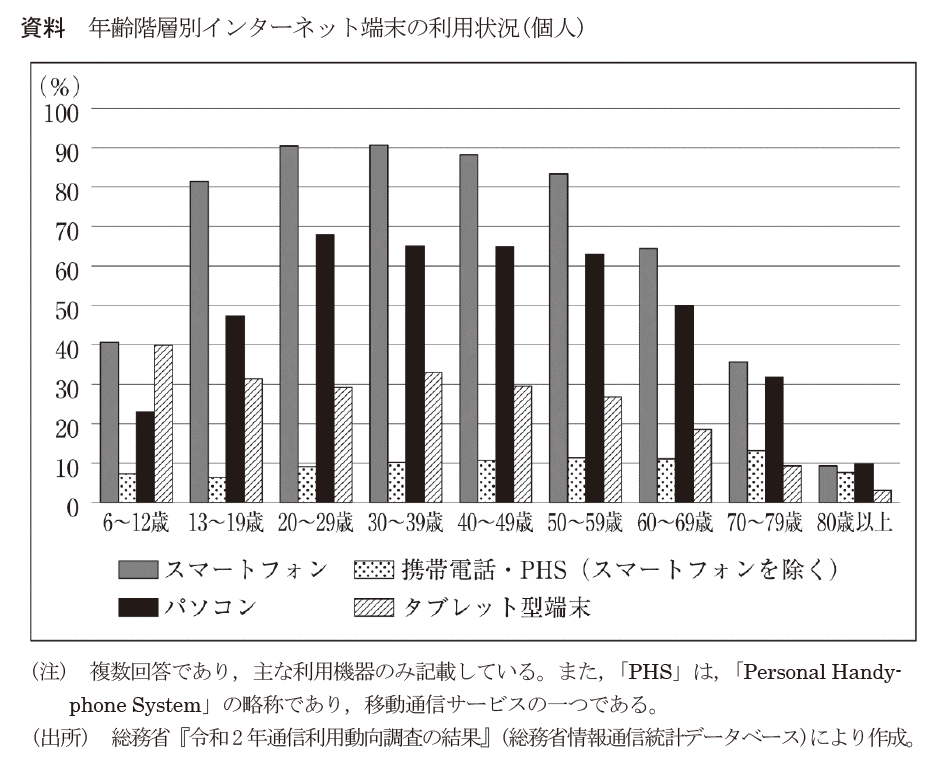 資料 年齢階層別インターネット端末の利用状況(個人)
(%)
100
90
80
70
60
50
40
30
20
10
0
6～12歳 13～19歳 20～29歳 30～39歳 40～49歳 50～59歳 60～69歳 70～79歳 80歳以上
スマートフォン 携帯電話・PHS（スマートフォンを除く）
パソコン タブレット型端末
(注) 複数回答であり，主な利用機器のみ記載している。また，「PHS」は，「Personal Handy-
phone System」の略称であり，移動通信サービスの一つである。
(出所) 総務省『令和2年通信利用動向調査の結果』(総務省情報通信統計データベース)により作成。